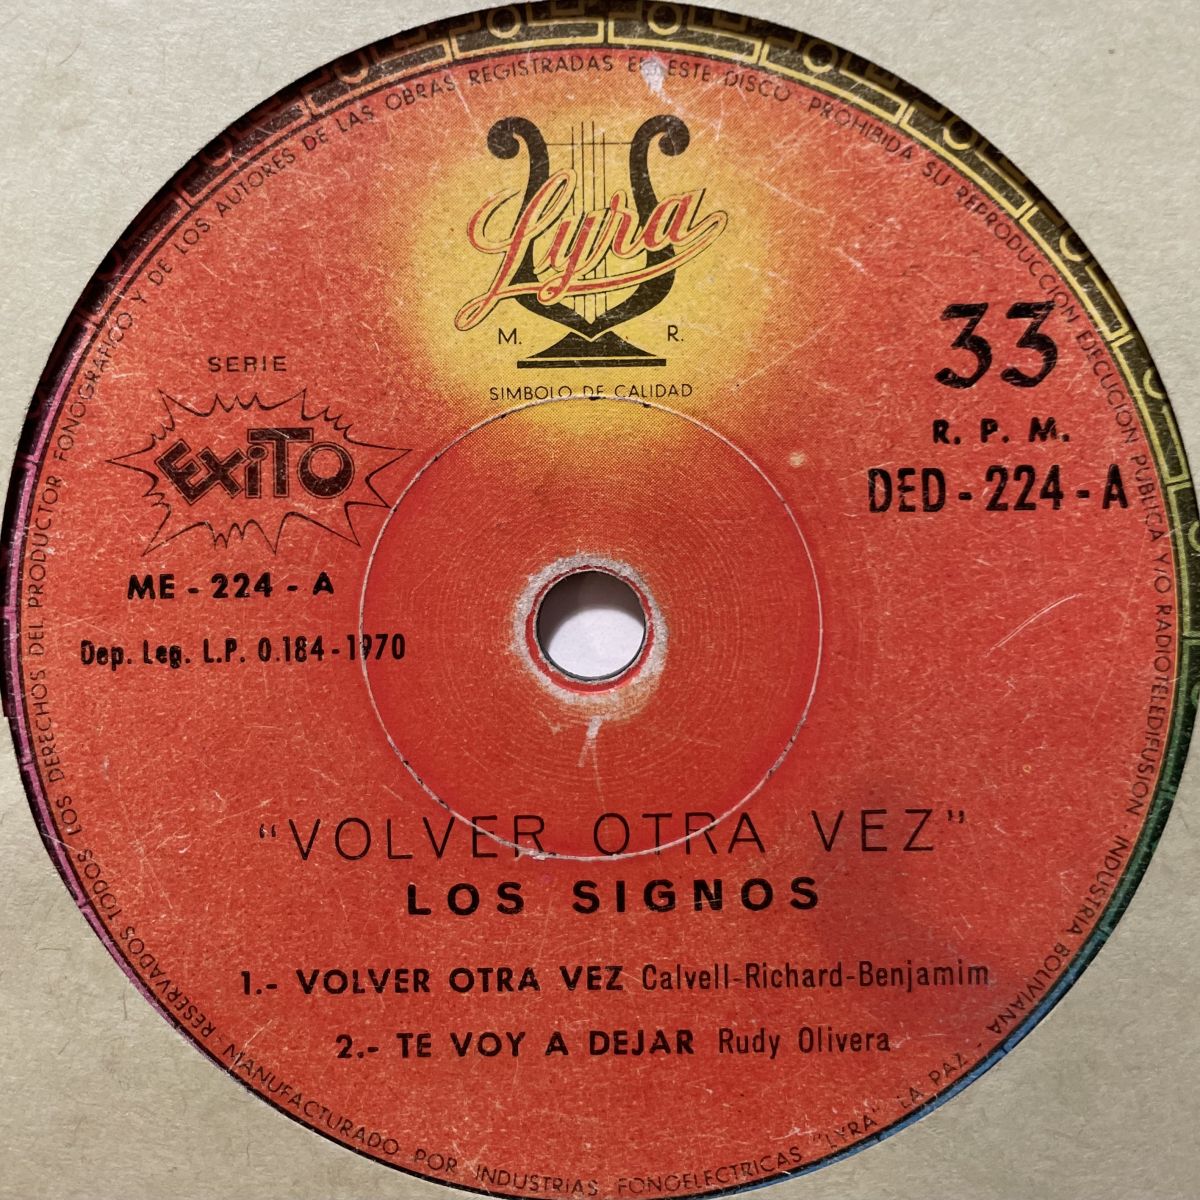 RESERVADOS TODOS LOS DERECHOS DEL PRODUCTOR FONOGRAFICO Y DE LOS AUTORES DE LAS OBRAS REGISTRADAS EN ESTE DISCO PROHIBIDA SU REPRODUCCION EJECUCION PUBLICA Y/O RADIOTELEDIFUSION - INDUSTRIA BOLIVIANA
Lyra
M. R.
SIMBOLO DE CALIDAD
SERIE
EXITO
33
R. P. M.
DED - 224 - A
ME - 224 - A
Dep. Leg. L.P. 0.184 - 1970
"VOLVER OTRA VEZ"
LOS SIGNOS
1.- VOLVER OTRA VEZ Calvell-Richard-Benjamim
2.- TE VOY A DEJAR Rudy Olivera
MANUFACTURADO POR INDUSTRIAS FONOELECTRICAS "LYRA" LA PAZ -